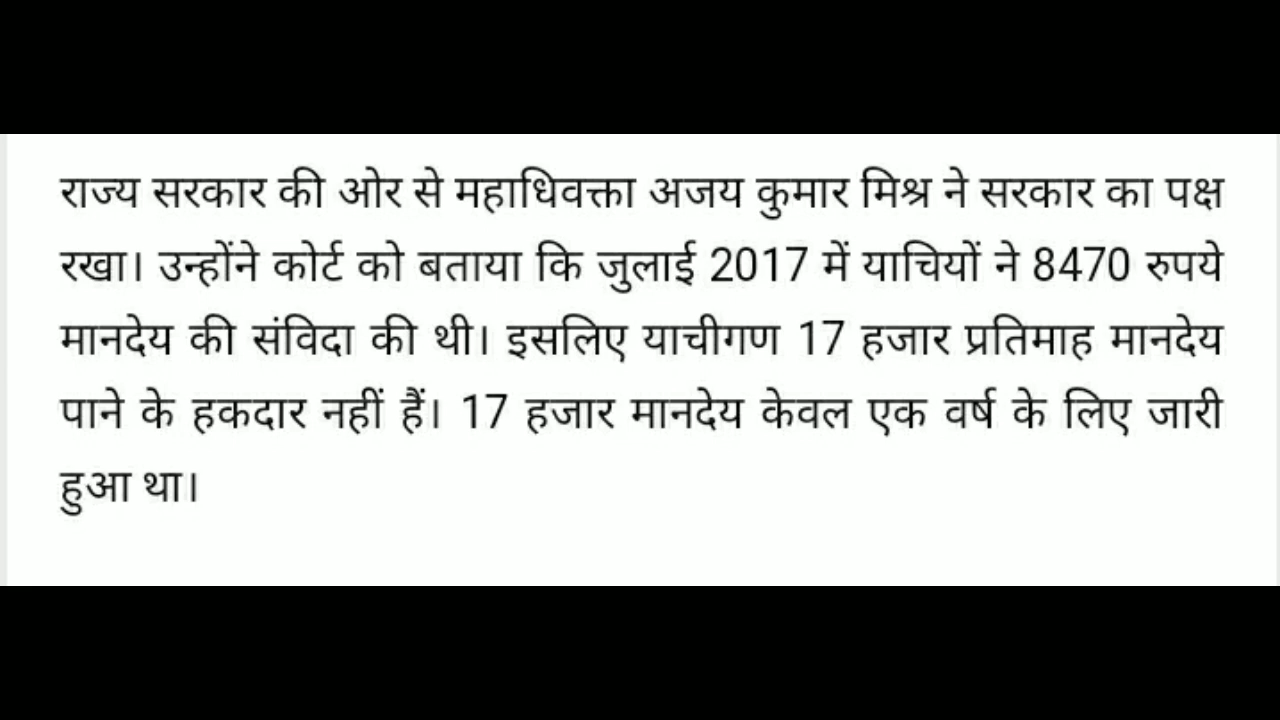 राज्य सरकार की ओर से महाधिवक्ता अजय कुमार मिश्र ने सरकार का पक्ष
रखा। उन्होंने कोर्ट को बताया कि जुलाई 2017 में याचियों ने 8470 रुपये
मानदेय की संविदा की थी। इसलिए याचीगण 17 हजार प्रतिमाह मानदेय
पाने के हकदार नहीं हैं। 17 हजार मानदेय केवल एक वर्ष के लिए जारी
हुआ था।